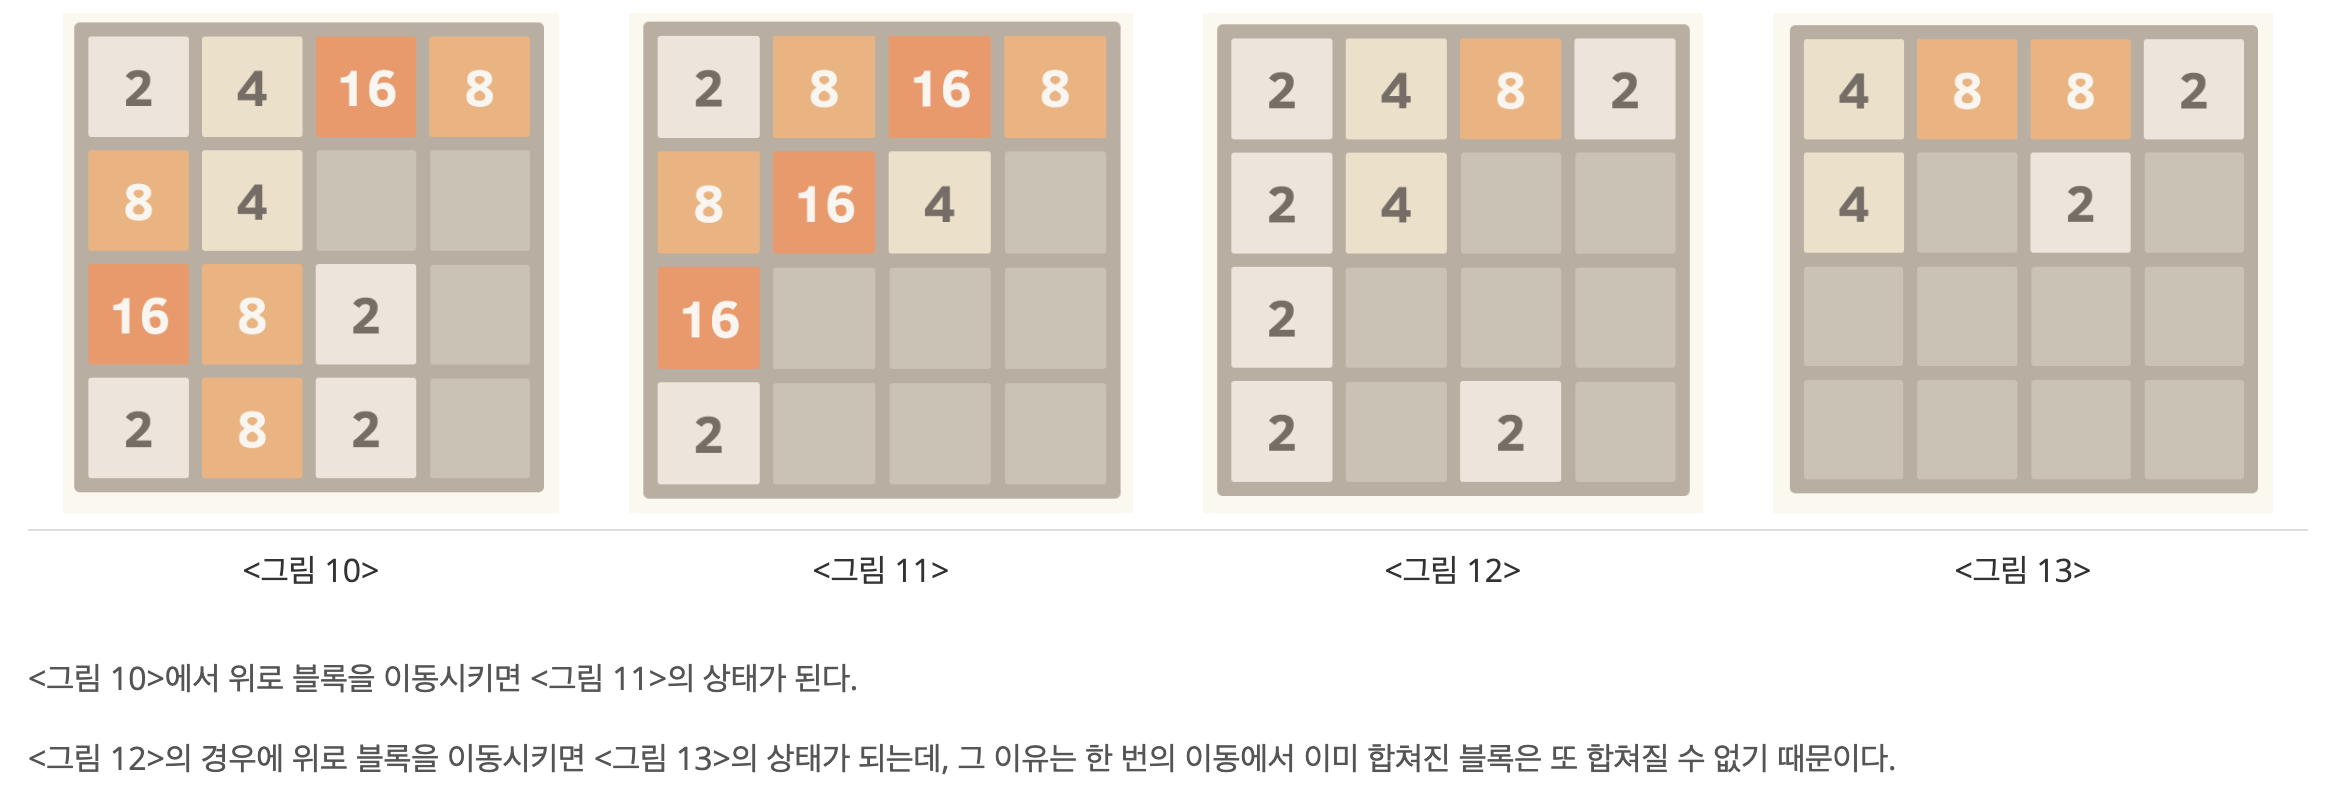 2 4 16 8
8 4
16 8 2
2 8 2
2 8 16 8
8 16 4
16
2
2 4 8 2
2 4
2
2 2
4 8 8 2
4 2
<그림 10>
<그림 11>
<그림 12>
<그림 13>
<그림 10>에서 위로 블록을 이동시키면 <그림 11>의 상태가 된다.
<그림 12>의 경우에 위로 블록을 이동시키면 <그림 13>의 상태가 되는데, 그 이유는 한 번의 이동에서 이미 합쳐진 블록은 또 합쳐질 수 없기 때문이다.